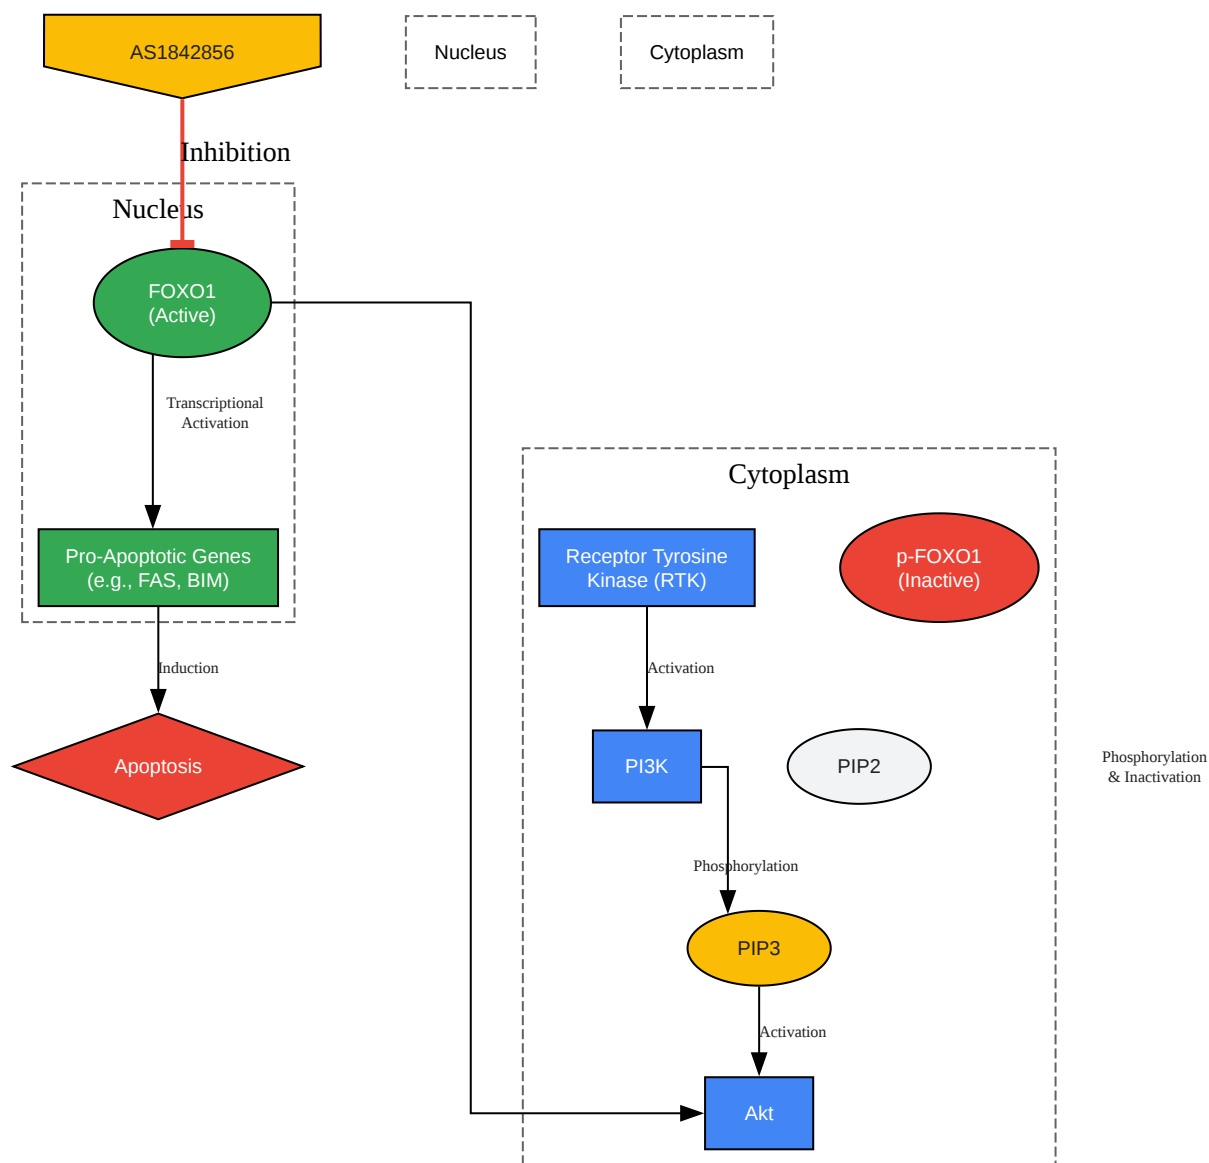 AS1842856
Nucleus
Cytoplasm
Inhibition
Nucleus
FOXO1
(Active)
Transcriptional
Activation
Cytoplasm
Pro-Apoptotic Genes
(e.g., FAS, BIM)
Receptor Tyrosine
Kinase (RTK)
p-FOXO1
(Inactive)
Induction
Activation
Apoptosis
PI3K
PIP2
Phosphorylation
& Inactivation
Phosphorylation
PIP3
Activation
Akt